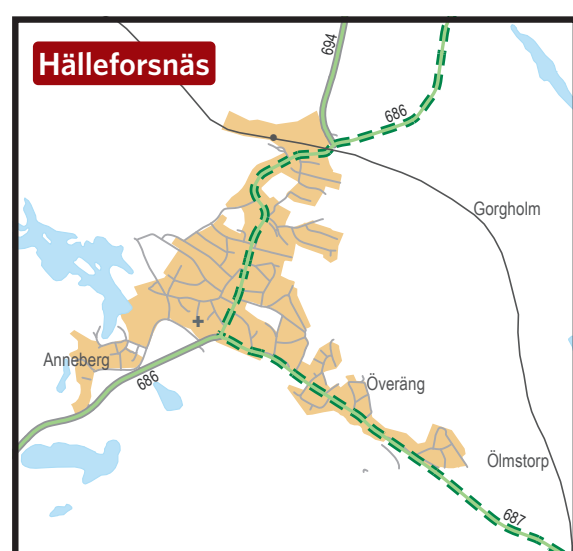 Hälleforsnäs
694
686
Gorgholm
Anneberg
686
Överäng
Ölmstorp
687